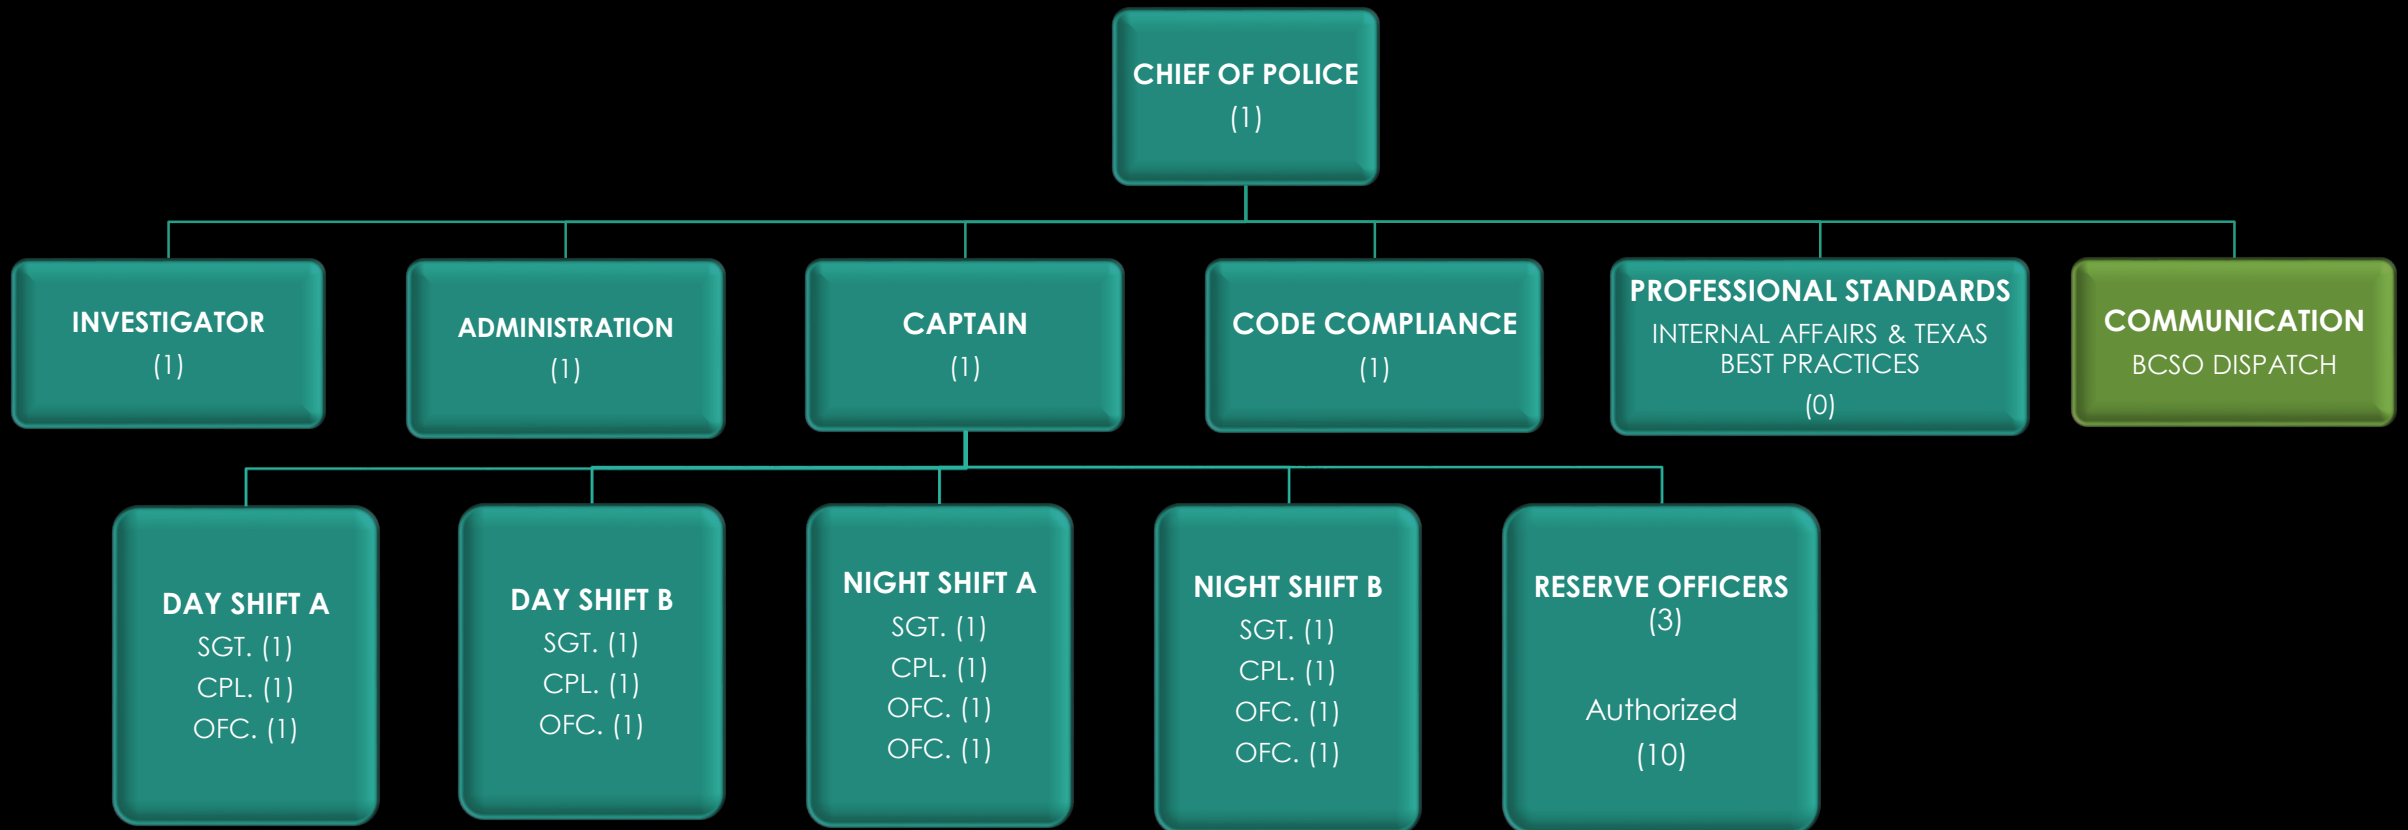 CHIEF OF POLICE
(1)
INVESTIGATOR
(1)
ADMINISTRATION
(1)
CAPTAIN
(1)
CODE COMPLIANCE
(1)
PROFESSIONAL STANDARDS
INTERNAL AFFAIRS & TEXAS
BEST PRACTICES
(0)
COMMUNICATION
BCSO DISPATCH
DAY SHIFT A
SGT. (1)
CPL. (1)
OFC. (1)
DAY SHIFT B
SGT. (1)
CPL. (1)
OFC. (1)
NIGHT SHIFT A
SGT. (1)
CPL. (1)
OFC. (1)
OFC. (1)
NIGHT SHIFT B
SGT. (1)
CPL. (1)
OFC. (1)
OFC. (1)
RESERVE OFFICERS
(3)
Authorized
(10)